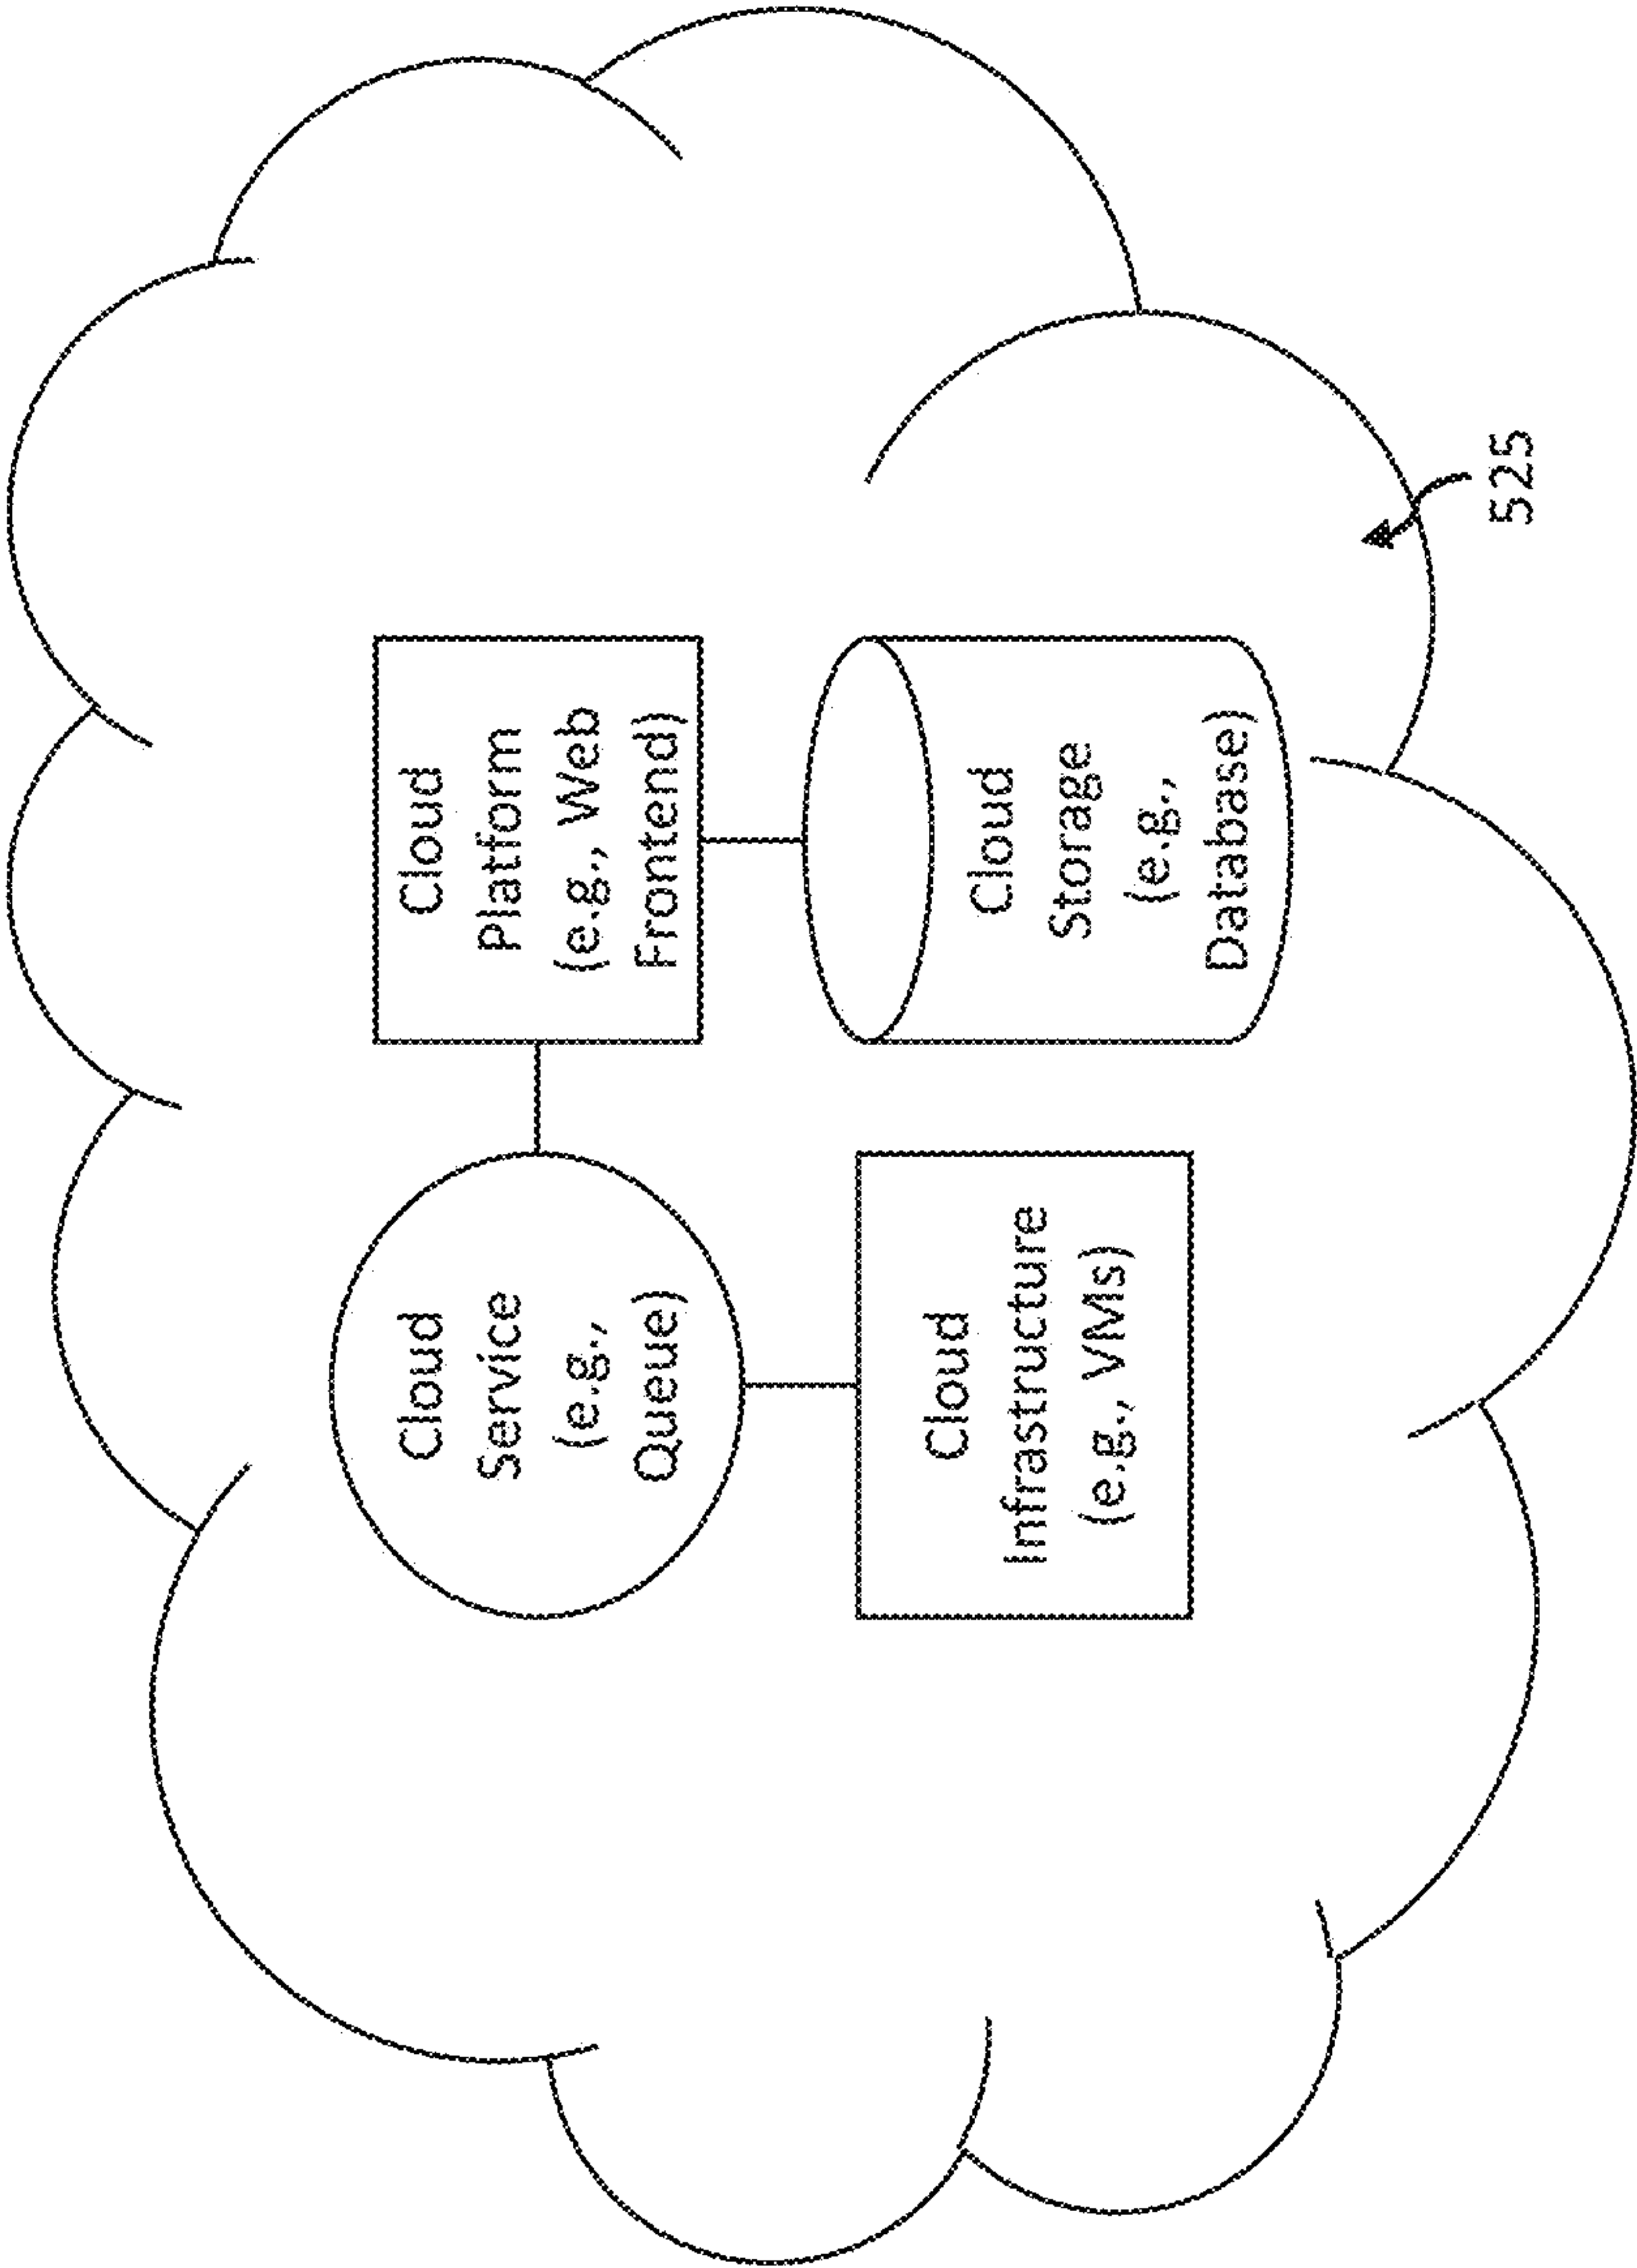 Cloud
Service
(e.g.,
Queue)
Cloud
Platform
(e.g., Web
Frontend)
Cloud
Infrastructure
(e.g., VMs)
Cloud
Storage
(e.g.,
Database)
525